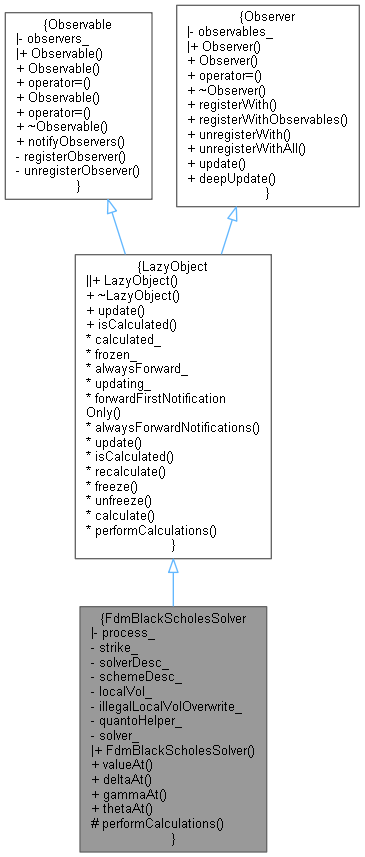 {Observable
|- observers_
|+ Observable()
+ Observable()
+ operator=()
+ Observable()
+ operator=()
+ ~Observable()
+ notifyObservers()
- registerObserver()
- unregisterObserver()
}
{Observer
|- observables_
|+ Observer()
+ Observer()
+ operator=()
+ ~Observer()
+ registerWith()
+ registerWithObservables()
+ unregisterWith()
+ unregisterWithAll()
+ update()
+ deepUpdate()
}
{LazyObject
||+ LazyObject()
+ ~LazyObject()
+ update()
+ isCalculated()
* calculated_
* frozen_
* alwaysForward_
* updating_
* forwardFirstNotification
Only()
* alwaysForwardNotifications()
* update()
* isCalculated()
* recalculate()
* freeze()
* unfreeze()
* calculate()
* performCalculations()
}
{FdmBlackScholesSolver
|- process_
- strike_
- solverDesc_
- schemeDesc_
- localVol_
- illegalLocalVolOverwrite_
- quantoHelper_
- solver_
|+ FdmBlackScholesSolver()
+ valueAt()
+ deltaAt()
+ gammaAt()
+ thetaAt()
# performCalculations()
}